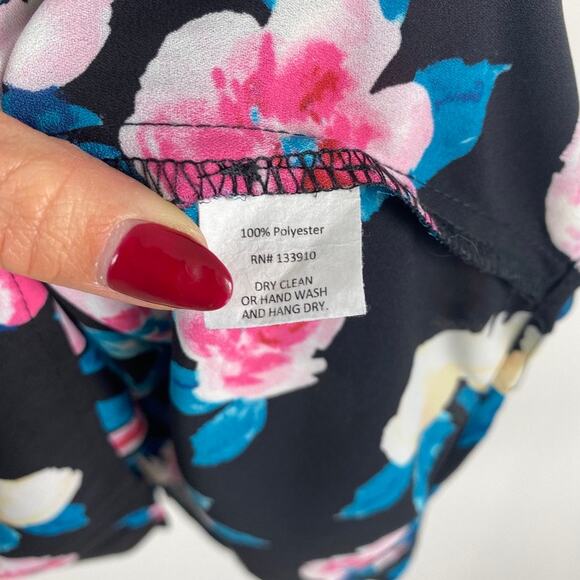 100% Polyester
RN# 133910
DRY CLEAN
OR HAND WASH
AND HANG DRY.